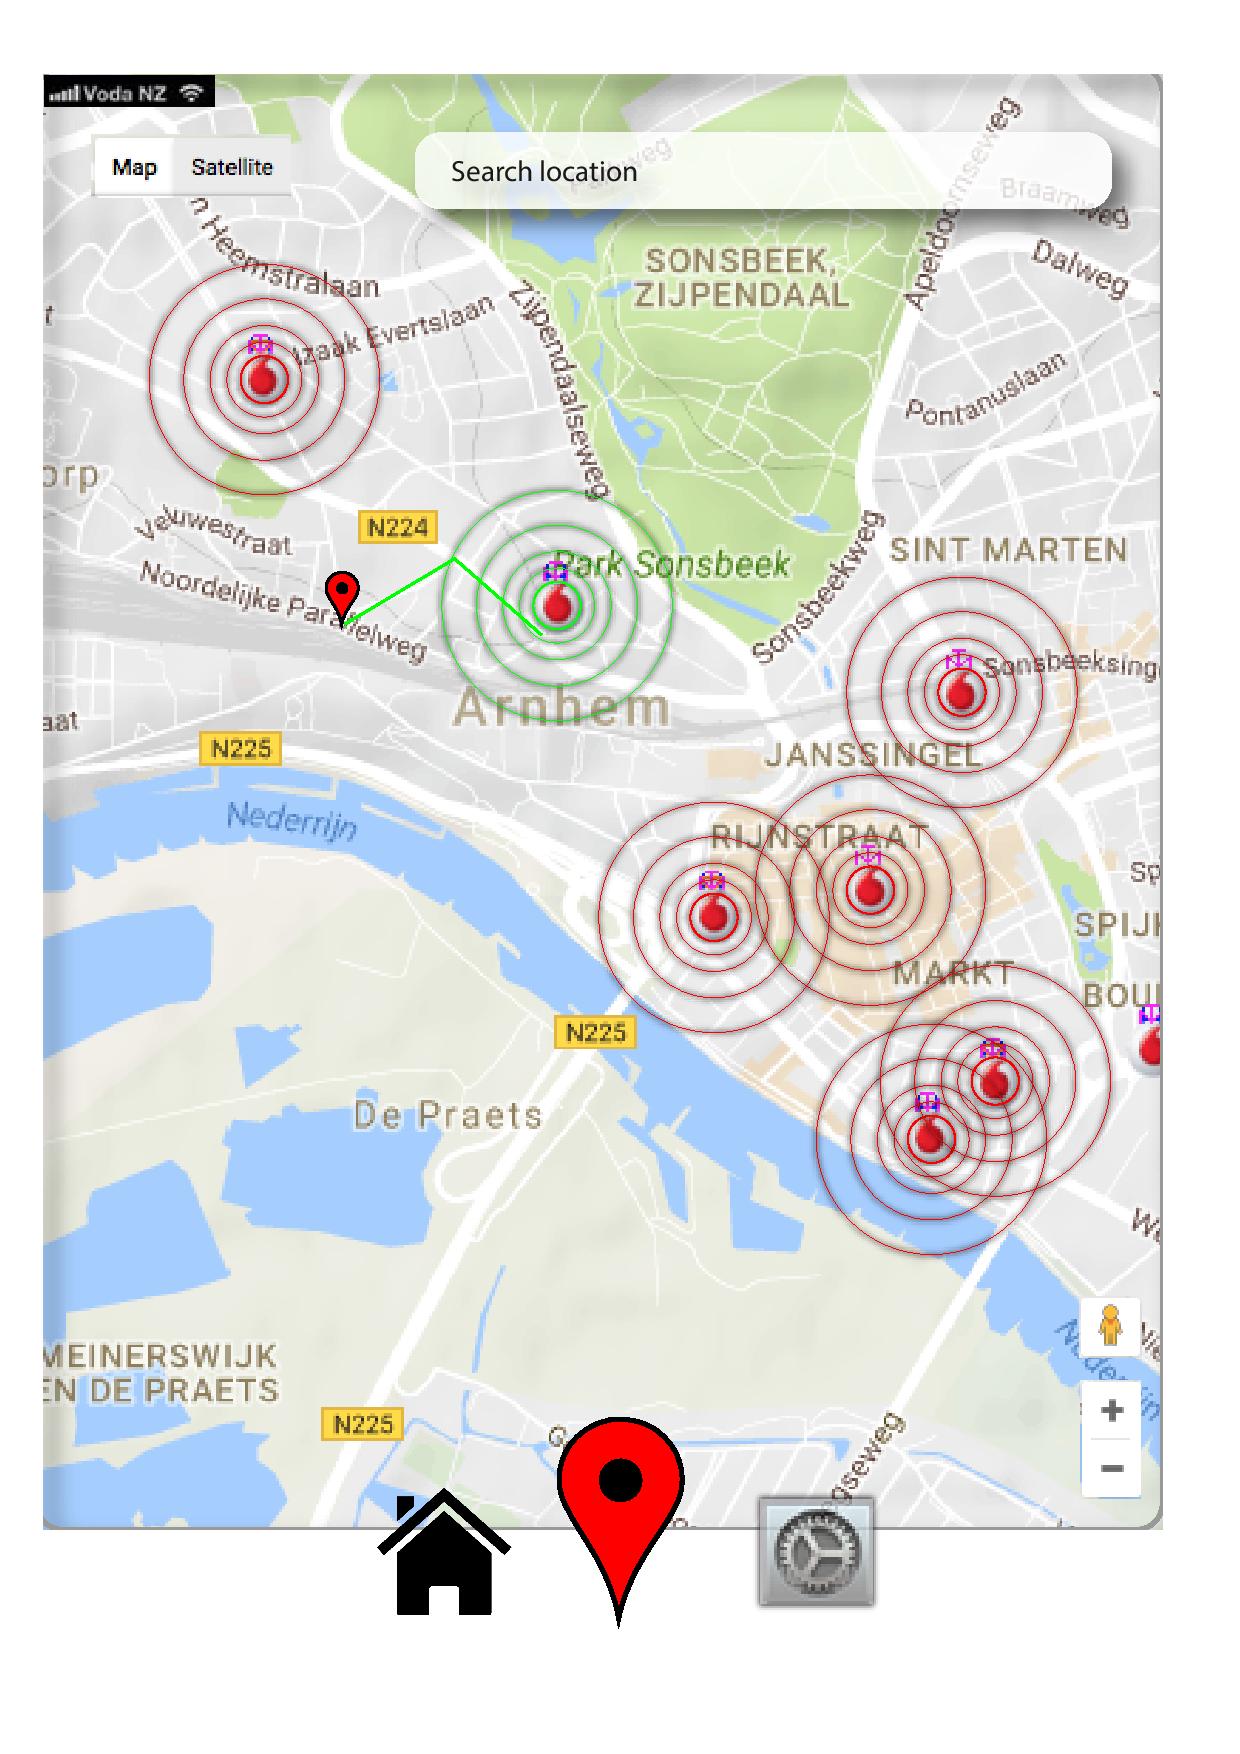 Voda NZ
Map
Satellite
Search location
Apeldoornseweg
Braamweg
Dalweg
n Heemstralaan
SONSBEEK,
ZIJPENDAAL
t
Izaak Evertslaan
Zijpendaalseweg
Pontanuslaan
orp
Veluwestraat
N224
SINT MARTEN
Park Sonsbeek
Sonsbeekweg
Noordelijke Parallelweg
Sonsbeeksing
Arnhem
aat
N225
JANSSINGEL
Nederrijn
RIJNSTRAAT
Sp
SPIJK
MARKT
BOU
N225
De Praets
We
MEINERSWIJK
EN DE PRAETS
Nederrijn
N225
+
-
gseweg